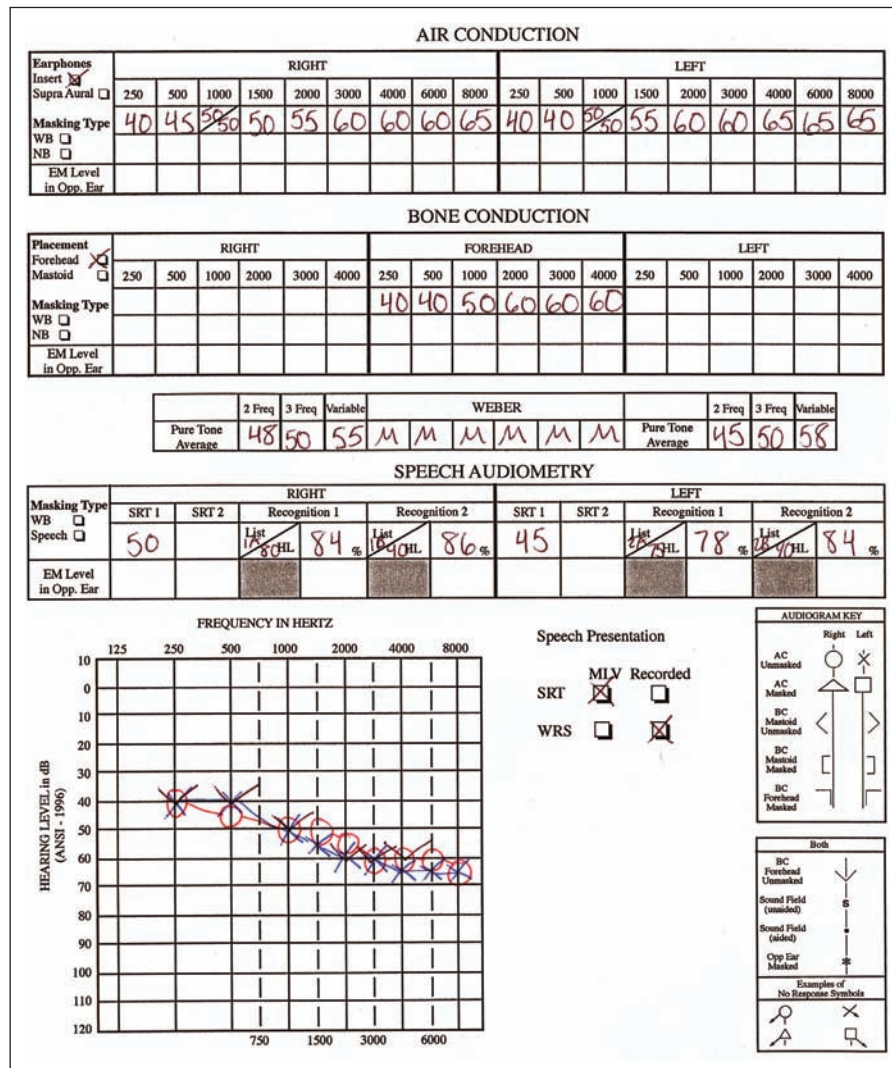 AIR CONDUCTION
Earphones
Insert
Supra Aural
Masking Type
WB
NB
EM Level
in Opp. Ear
RIGHT
LEFT
250 500 1000 1500 2000 3000 4000 6000 8000 250 500 1000 1500 2000 3000 4000 6000 8000
40 45 50/50 50 55 60 60 60 65 40 40 50/50 55 60 60 65 65 65
BONE CONDUCTION
Placement
Forehead
Mastoid
Masking Type
WB
NB
EM Level
in Opp. Ear
RIGHT FOREHEAD LEFT
250 500 1000 2000 3000 4000 250 500 1000 2000 3000 4000 250 500 1000 2000 3000 4000
40 40 50 60 60 60
2 Freq 3 Freq Variable WEBER 2 Freq 3 Freq Variable
Pure Tone
Average
48 50 55 M M M M M M
Pure Tone
Average
45 50 58
SPEECH AUDIOMETRY
Masking Type
WB
Speech
EM Level
in Opp. Ear
RIGHT LEFT
SRT 1 SRT 2 Recognition 1 Recognition 2 SRT 1 SRT 2 Recognition 1 Recognition 2
50 List 1A/80 HL 84 % List 1B/90 HL 86 % 45 List 2A/75 HL 78 % List 2B/90 HL 84 %
FREQUENCY IN HERTZ
125 250 500 1000 2000 4000 8000
10
0
10
20
30
40
50
60
70
80
90
100
110
120
HEARING LEVEL in dB
(ANSI - 1996)
750 1500 3000 6000
Speech Presentation
MLV Recorded
SRT
WRS
AUDIOGRAM KEY
Right Left
AC
Unmasked
AC
Masked
BC
Mastoid
Unmasked
BC
Mastoid
Masked
BC
Forehead
Masked
Both
BC
Forehead
Unmasked
Sound Field
(unaided)
S
Sound Field
(aided)
Opp Ear
Masked
*
Examples of
No Response Symbols